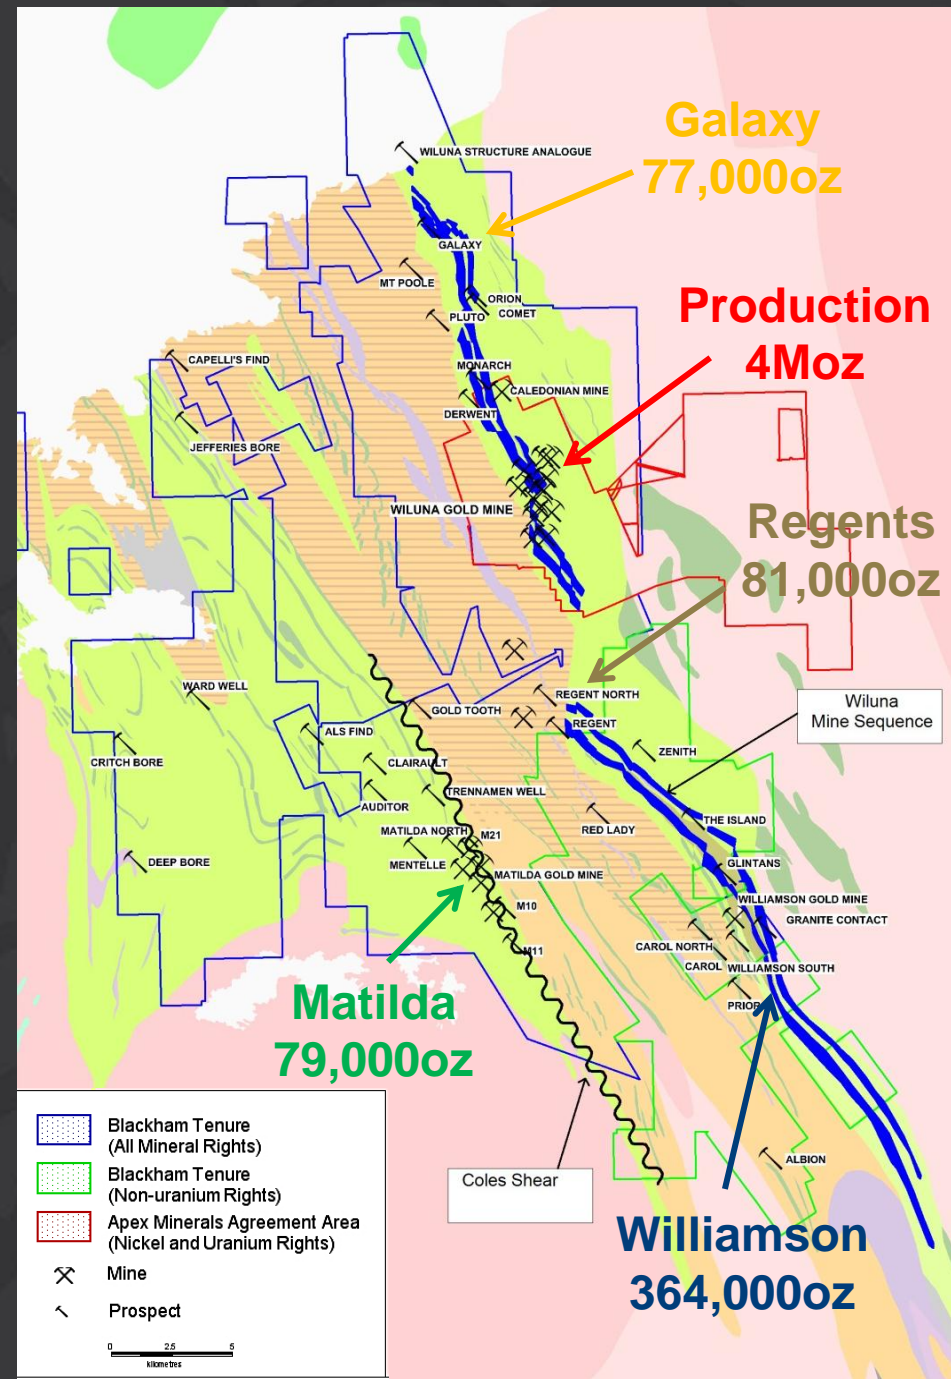 Galaxy
77,000oz
WILUNA STRUCTURE ANALOGUE
GALAXY
MT POOLE
ORION
COMET
PLUTO
Production
4Moz
CAPELLI'S FIND
MONARCH
CALEDONIAN MINE
DERWENT
JEFFERIES BORE
WILUNA GOLD MINE
Regents
81,000oz
WARD WELL
REGENT NORTH
GOLD TOOTH
REGENT
Wiluna
Mine Sequence
ALS FIND
ZENITH
CRITCH BORE
CLAIRAULT
TRENNAMEN WELL
AUDITOR
THE ISLAND
RED LADY
MATILDA NORTH
M21
DEEP BORE
MENTELLE
GLINTANS
MATILDA GOLD MINE
WILLIAMSON GOLD MINE
M10
GRANITE CONTACT
CAROL NORTH
M11
CAROL
WILLIAMSON SOUTH
PRIOR
Matilda
79,000oz
Blackham Tenure
(All Mineral Rights)
Blackham Tenure
(Non-uranium Rights)
Apex Minerals Agreement Area
(Nickel and Uranium Rights)
Mine
Prospect
0 2.5 5
kilometres
Coles Shear
ALBION
Williamson
364,000oz